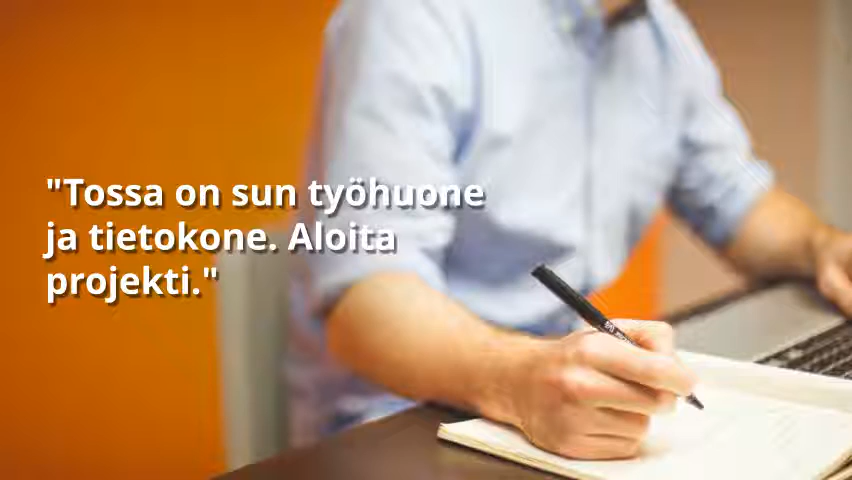 "Tossa on sun työhuone
ja tietokone. Aloita
projekti."